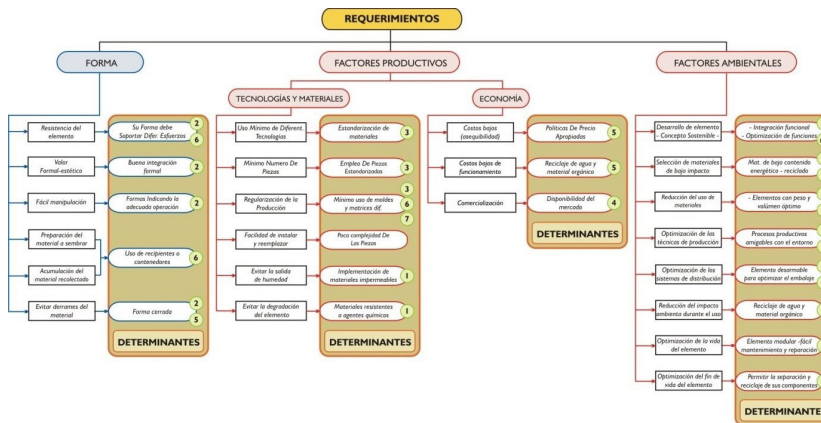 REQUERIMIENTOS
FORMA
FACTORES PRODUCTIVOS
FACTORES AMBIENTALES
TECNOLOGÍAS Y MATERIALES
ECONOMÍA
Resistencia del
elemento
Su Forma debe
Soportar Difer. Esfuerzos
2
6
Valor
Formal-estético
Buena integración
formal
2
Fácil manipulación
Formas Indicando la
adecuada operación
2
Preparación del
material a sembrar
Acumulación del
material recolectado
Uso de recipientes o
contenedores
6
Evitar derrames del
material
Forma cerrada
2
5
DETERMINANTES
Uso Mínimo de Diferent.
Tecnologías
Estandarización de
materiales
3
Mínimo Numero De
Piezas
Empleo De Piezas
Estandarizadas
3
Regularización de la
Producción
Mínimo uso de moldes
y matrices dif.
3
6
7
Facilidad de instalar
y reemplazar
Poca complejidad De
Las Piezas
Evitar la salida
de humedad
Implementación de
materiales impermeables
1
Evitar la degradación
del elemento
Materiales resistentes
a agentes químicos
1
DETERMINANTES
Costos bajos
(asequibilidad)
Políticas De Precio
Apropiadas
5
Costos bajos de
funcionamiento
Reciclaje de agua y
material orgánico
5
Comercialización
Disponibilidad del
mercado
4
DETERMINANTES
Desarrollo de elemento
- Concepto Sostenible -
- Integración funcional
- Optimización de funciones
Selección de materiales
de bajo impacto
Mat. de bajo contenido
energético - reciclado
Reducción del uso de
materiales
- Elementos con peso y
volúmen óptimo
Optimización de las
técnicas de producción
Procesos productivos
amigables con el entorno
Optimización de los
sistemas de distribución
Elemento desarmable
para optimizar el embalaje
Reducción del impacto
ambienta durante el uso
Reciclaje de agua y
material orgánico
Optimización de la vida
del elemento
Elemento modular -fácil
mantenimiento y reparación
Optimización del fin de
vida del elemento
Permitir la separación y
reciclaje de sus componentes
DETERMINANTE